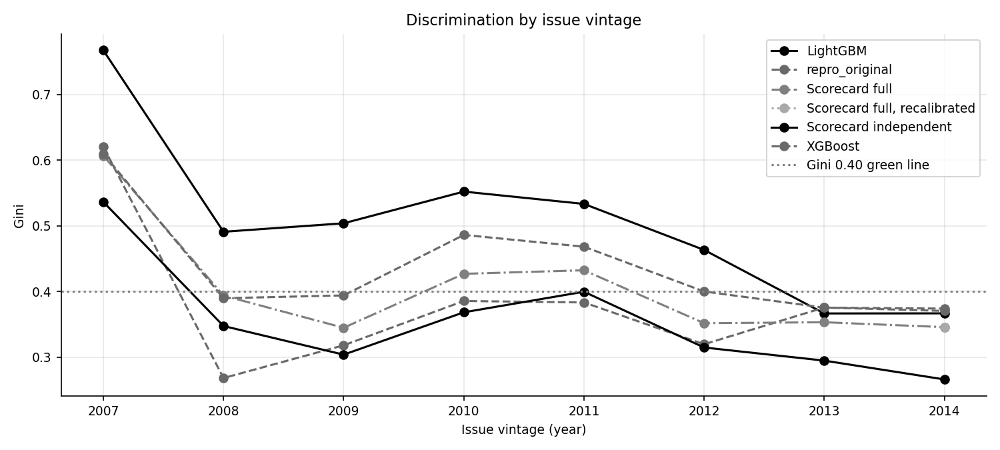 Discrimination by issue vintage
LightGBM
repro_original
Scorecard full
Scorecard full, recalibrated
Scorecard independent
XGBoost
Gini 0.40 green line
Gini
0.7
0.6
0.5
0.4
0.3
2007 2008 2009 2010 2011 2012 2013 2014
Issue vintage (year)